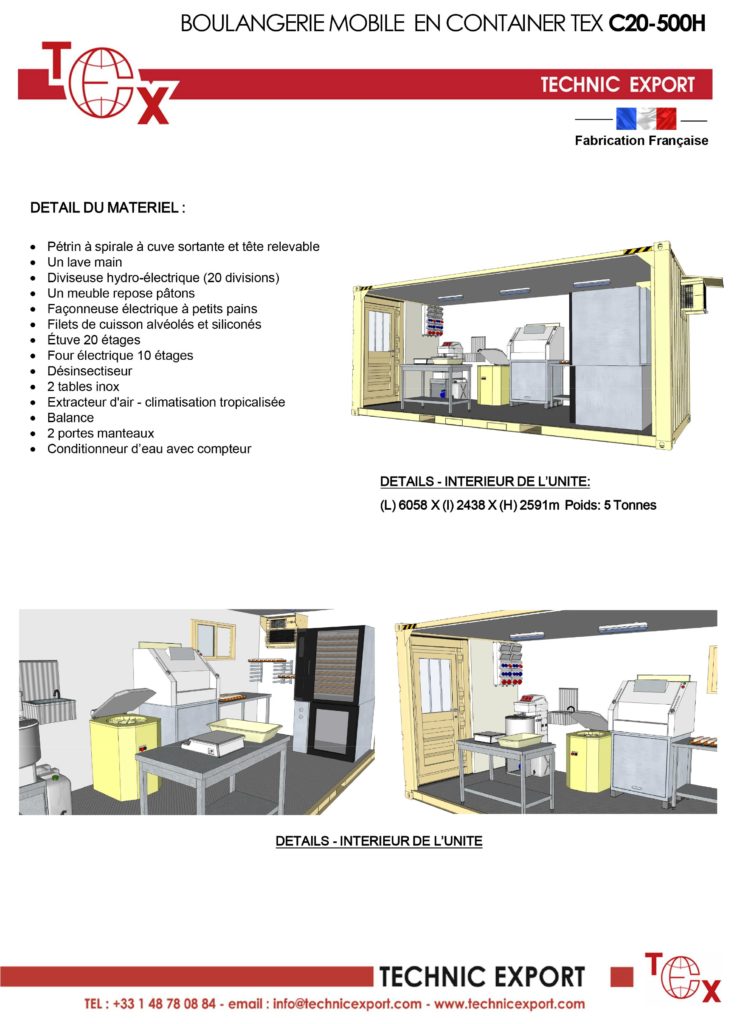 BOULANGERIE MOBILE EN CONTAINER TEX C20-500H
TEX
TECHNIC EXPORT
Fabrication Française
DETAIL DU MATERIEL :
• Pétrin à spirale à cuve sortante et tête relevable
• Un lave main
• Diviseuse hydro-électrique (20 divisions)
• Un meuble repose pâtons
• Façonneuse électrique à petits pains
• Filets de cuisson alvéolés et siliconés
• Étuve 20 étages
• Four électrique 10 étages
• Désinsectiseur
• 2 tables inox
• Extracteur d'air - climatisation tropicalisée
• Balance
• 2 portes manteaux
• Conditionneur d’eau avec compteur
DETAILS - INTERIEUR DE L’UNITE:
(L) 6058 X (l) 2438 X (H) 2591m Poids: 5 Tonnes
DETAILS - INTERIEUR DE L’UNITE
TECHNIC EXPORT
TEX
TEL : +33 1 48 78 08 84 - email : info@technicexport.com - www.technicexport.com